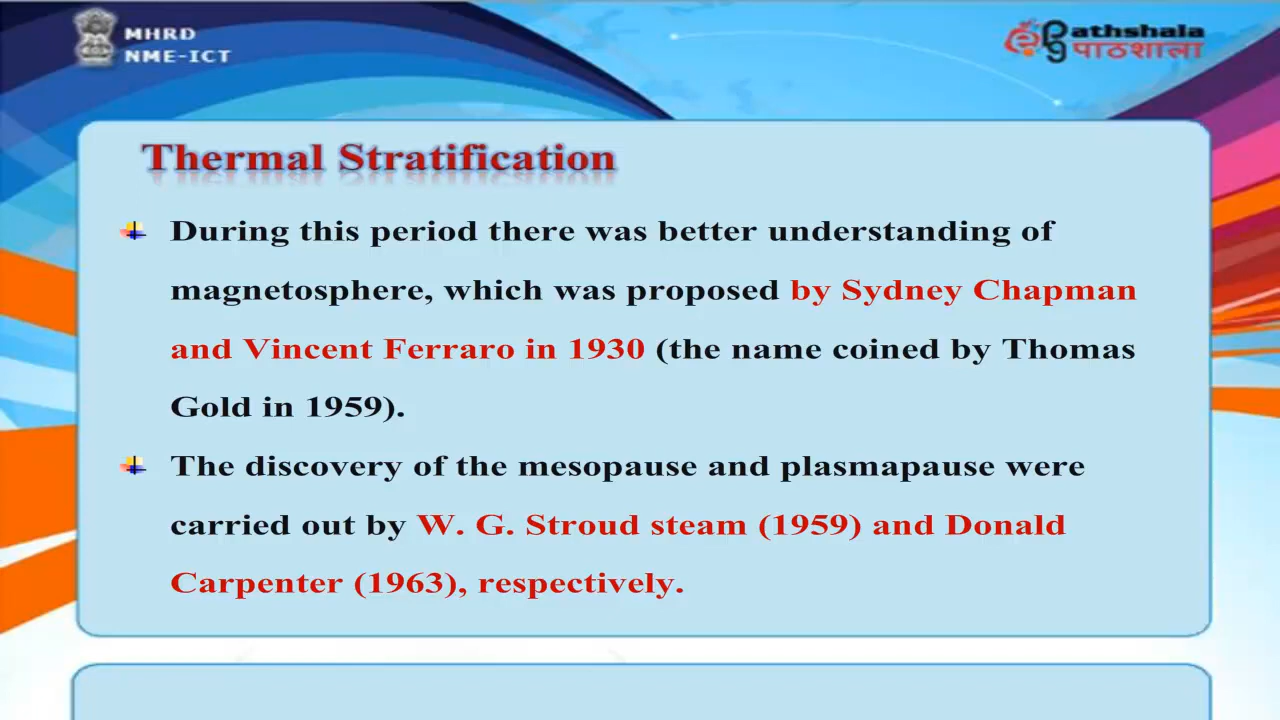 MHRD
NME-ICT
Pathshala
पाठशाला
Thermal Stratification
During this period there was better understanding of
magnetosphere, which was proposed by Sydney Chapman
and Vincent Ferraro in 1930 (the name coined by Thomas
Gold in 1959).
The discovery of the mesopause and plasmapause were
carried out by W. G. Stroud steam (1959) and Donald
Carpenter (1963), respectively.